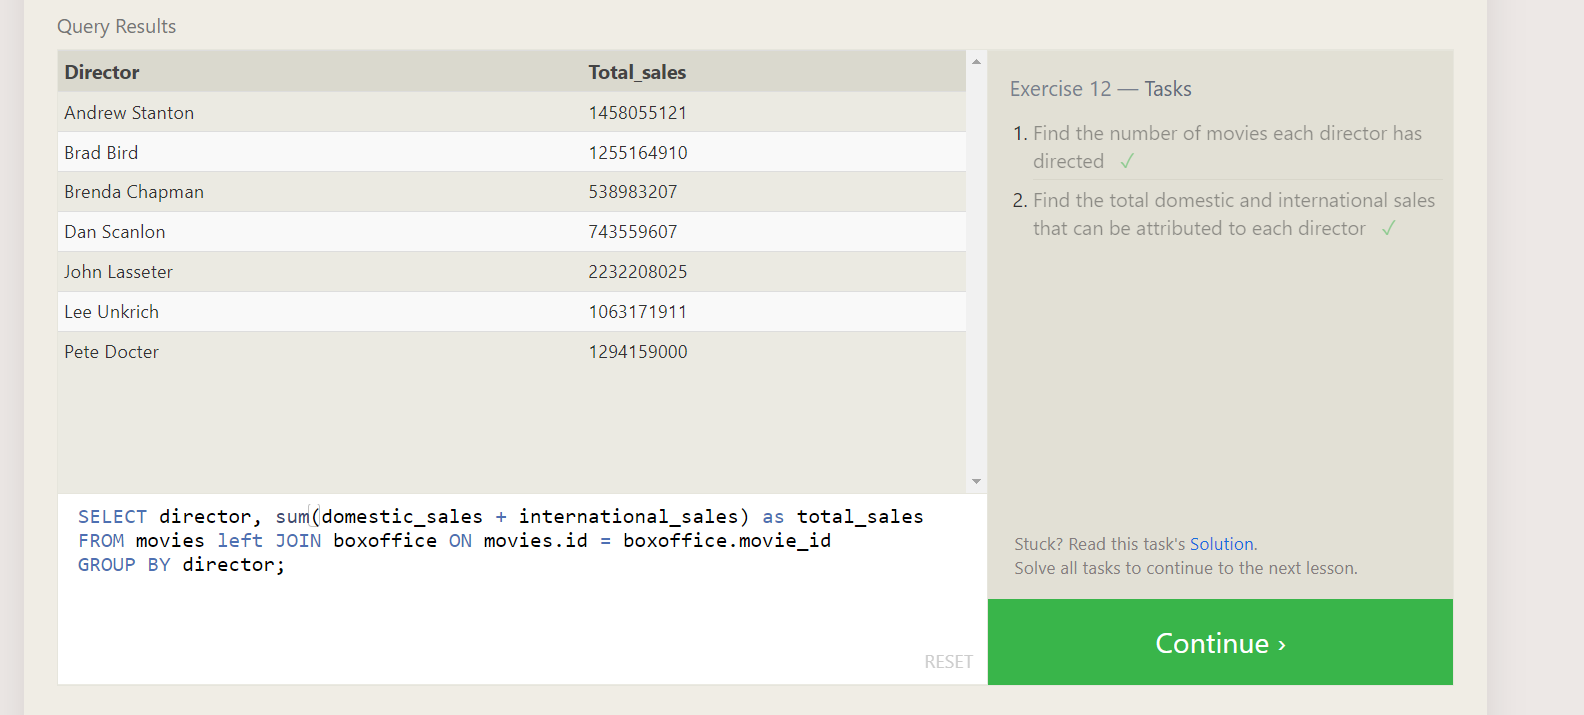 Query Results
Director Total_sales
Andrew Stanton 1458055121
Brad Bird 1255164910
Brenda Chapman 538983207
Dan Scanlon 743559607
John Lasseter 2232208025
Lee Unkrich 1063171911
Pete Docter 1294159000
SELECT director, sum(domestic_sales + international_sales) as total_sales
FROM movies left JOIN boxoffice ON movies.id = boxoffice.movie_id
GROUP BY director;
RESET
Exercise 12 — Tasks
1. Find the number of movies each director has
directed ✓
2. Find the total domestic and international sales
that can be attributed to each director ✓
Stuck? Read this task's Solution.
Solve all tasks to continue to the next lesson.
Continue ›